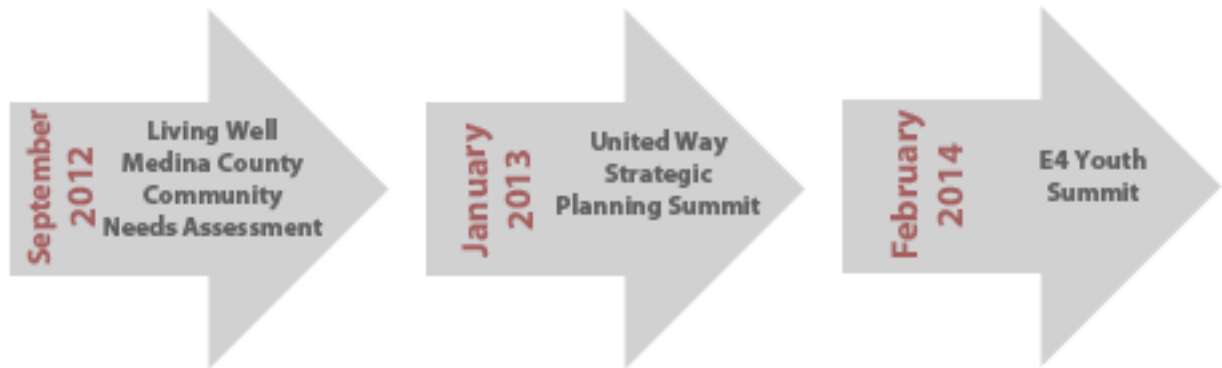 September
2012
Living Well
Medina County
Community
Needs Assessment
January
2013
United Way
Strategic
Planning Summit
February
2014
E4 Youth
Summit